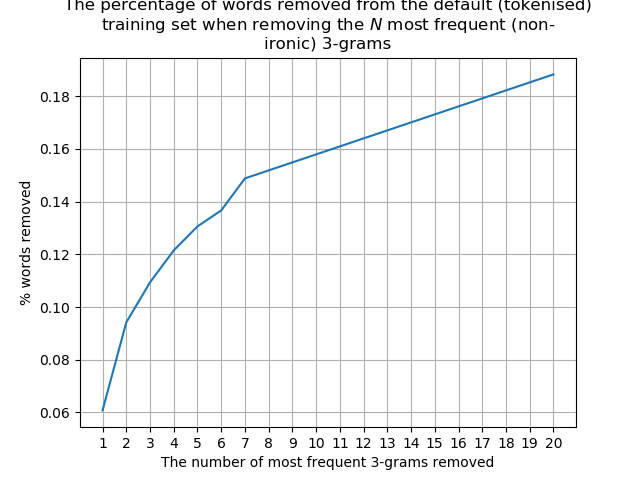 The percentage of words removed from the default (tokenised)
training set when removing the N most frequent (non-
ironic) 3-grams
% words removed
0.18
0.16
0.14
0.12
0.10
0.08
0.06
1 2 3 4 5 6 7 8 9 10 11 12 13 14 15 16 17 18 19 20
The number of most frequent 3-grams removed